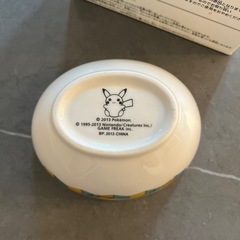 © 2013 Pokémon.
© 1995-2013 Nintendo/Creatures Inc./
GAME FREAK inc.
BP 2013 CHINA